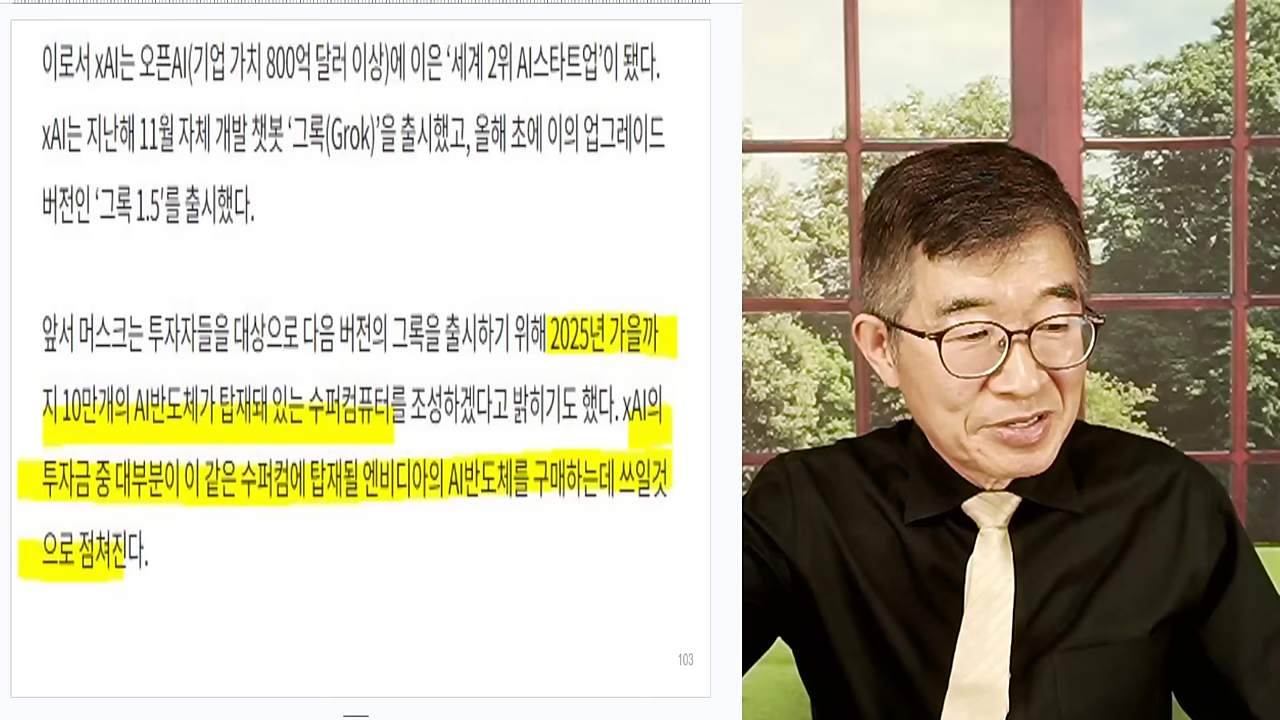 이로서 xAI는 오픈AI(기업 가치 800억 달러 이상)에 이은 ‘세계 2위 AI스타트업’이 됐다.
xAI는 지난해 11월 자체 개발 챗봇 ‘그록(Grok)’을 출시했고, 올해 초에 이의 업그레이드
버전인 ‘그록 1.5’를 출시했다.
앞서 머스크는 투자자들을 대상으로 다음 버전의 그록을 출시하기 위해 2025년 가을까
지 10만개의 AI반도체가 탑재돼 있는 수퍼컴퓨터를 조성하겠다고 밝히기도 했다. xAI의
투자금 중 대부분이 이 같은 수퍼컴에 탑재될 엔비디아의 AI반도체를 구매하는데 쓰일것
으로 점쳐진다.
103